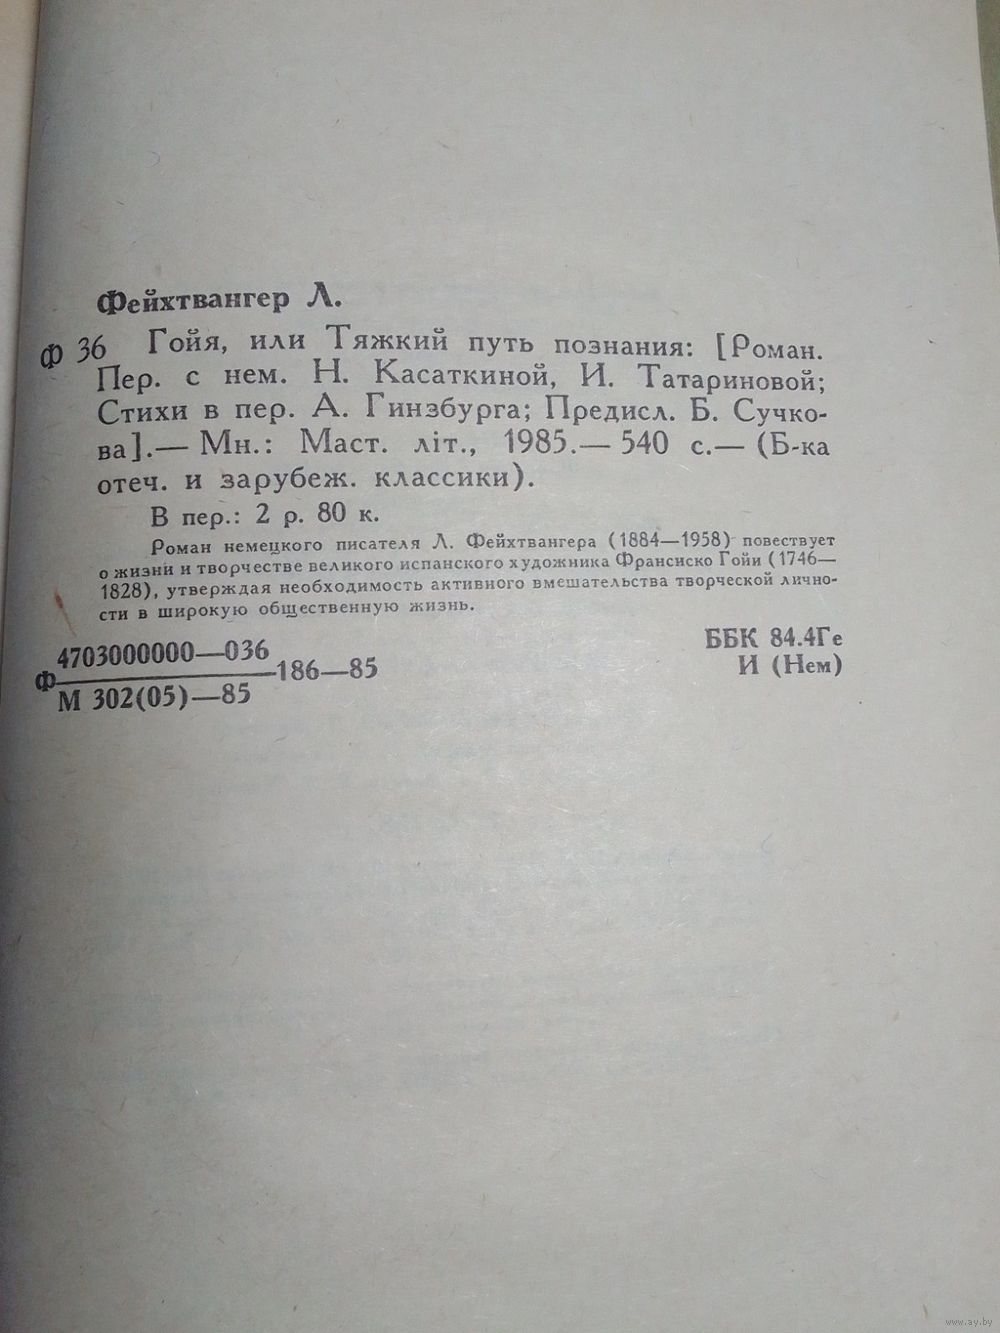 Фейхтвангер Л.
Ф 36 Гойя, или Тяжкий путь познания: [Роман.
Пер. с нем. Н. Касаткиной, И. Татариновой;
Стихи в пер. А. Гинзбурга; Предисл. Б. Сучко-
ва].— Мн.: Маст. літ., 1985.— 540 с.— (Б-ка
отеч. и зарубеж. классики).
В пер.: 2 р. 80 к.
Роман немецкого писателя Л. Фейхтвангера (1884—1958) повествует
о жизни и творчестве великого испанского художника Франсиско Гойи (1746—
1828), утверждая необходимость активного вмешательства творческой лично-
сти в широкую общественную жизнь.
4703000000—036
Ф 186—85
М 302(05)—85
ББК 84.4Ге
И (Нем)
www.ay.by